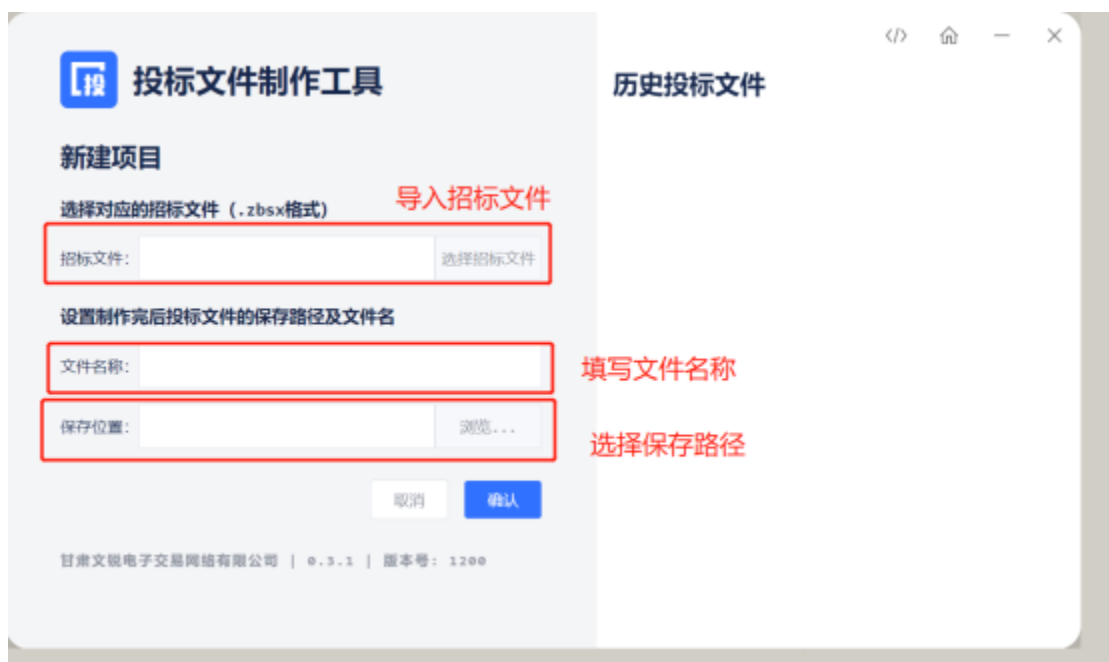 投
投标文件制作工具
历史投标文件
新建项目
导入招标文件
选择对应的招标文件（.zbsx格式）
招标文件：
选择招标文件
设置制作完后投标文件的保存路径及文件名
文件名称：
填写文件名称
保存位置：
浏览...
选择保存路径
取消
确认
甘肃文锐电子交易网络有限公司 | 0.3.1 | 版本号: 1200